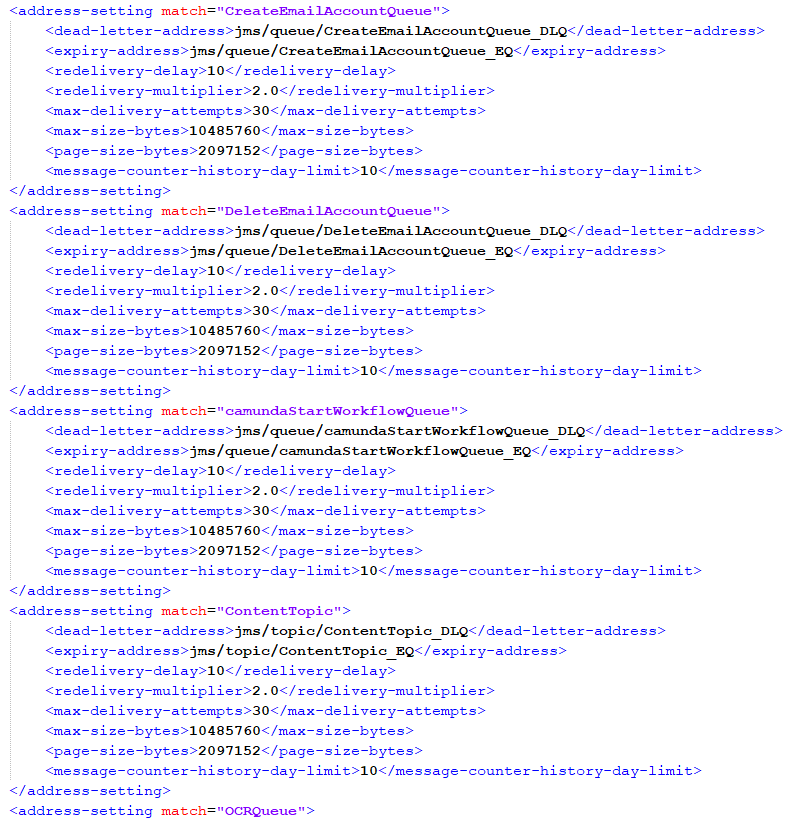 <address-setting match="CreateEmailAccountQueue">
<dead-letter-address>jms/queue/CreateEmailAccountQueue_DLQ</dead-letter-address>
<expiry-address>jms/queue/CreateEmailAccountQueue_EQ</expiry-address>
<redelivery-delay>10</redelivery-delay>
<redelivery-multiplier>2.0</redelivery-multiplier>
<max-delivery-attempts>30</max-delivery-attempts>
<max-size-bytes>10485760</max-size-bytes>
<page-size-bytes>2097152</page-size-bytes>
<message-counter-history-day-limit>10</message-counter-history-day-limit>
</address-setting>
<address-setting match="DeleteEmailAccountQueue">
<dead-letter-address>jms/queue/DeleteEmailAccountQueue_DLQ</dead-letter-address>
<expiry-address>jms/queue/DeleteEmailAccountQueue_EQ</expiry-address>
<redelivery-delay>10</redelivery-delay>
<redelivery-multiplier>2.0</redelivery-multiplier>
<max-delivery-attempts>30</max-delivery-attempts>
<max-size-bytes>10485760</max-size-bytes>
<page-size-bytes>2097152</page-size-bytes>
<message-counter-history-day-limit>10</message-counter-history-day-limit>
</address-setting>
<address-setting match="camundaStartWorkflowQueue">
<dead-letter-address>jms/queue/camundaStartWorkflowQueue_DLQ</dead-letter-address>
<expiry-address>jms/queue/camundaStartWorkflowQueue_EQ</expiry-address>
<redelivery-delay>10</redelivery-delay>
<redelivery-multiplier>2.0</redelivery-multiplier>
<max-delivery-attempts>30</max-delivery-attempts>
<max-size-bytes>10485760</max-size-bytes>
<page-size-bytes>2097152</page-size-bytes>
<message-counter-history-day-limit>10</message-counter-history-day-limit>
</address-setting>
<address-setting match="ContentTopic">
<dead-letter-address>jms/topic/ContentTopic_DLQ</dead-letter-address>
<expiry-address>jms/topic/ContentTopic_EQ</expiry-address>
<redelivery-delay>10</redelivery-delay>
<redelivery-multiplier>2.0</redelivery-multiplier>
<max-delivery-attempts>30</max-delivery-attempts>
<max-size-bytes>10485760</max-size-bytes>
<page-size-bytes>2097152</page-size-bytes>
<message-counter-history-day-limit>10</message-counter-history-day-limit>
</address-setting>
<address-setting match="OCRQueue">